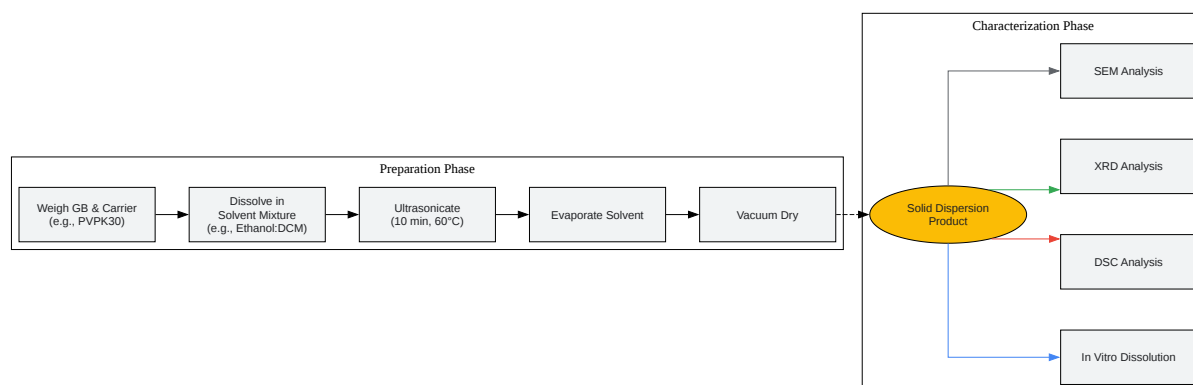 Characterization Phase
SEM Analysis
XRD Analysis
Preparation Phase
Weigh GB & Carrier
(e.g., PVPK30)
Dissolve in
Solvent Mixture
(e.g., Ethanol:DCM)
Ultrasonicate
(10 min, 60°C)
Evaporate Solvent
Vacuum Dry
Solid Dispersion
Product
DSC Analysis
In Vitro Dissolution